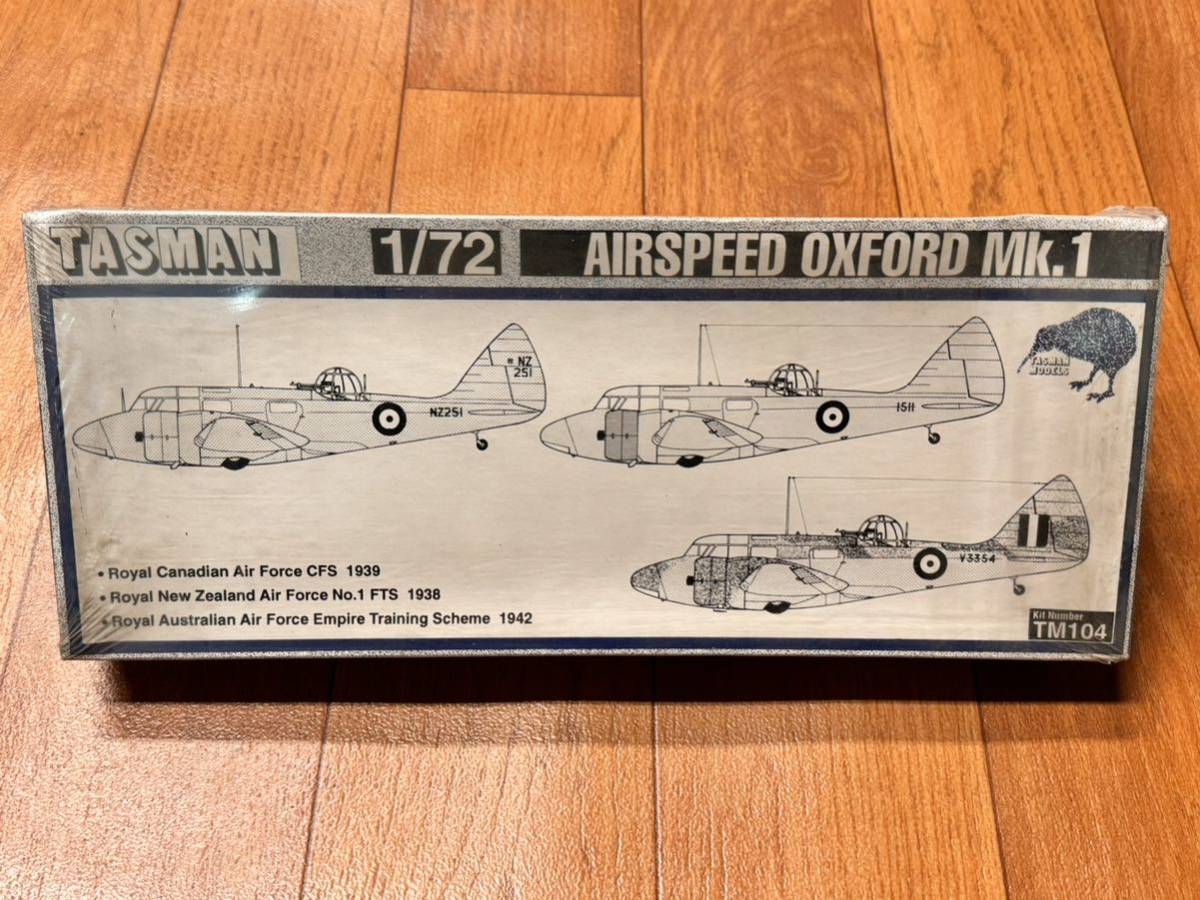 TASMAN 1/72 AIRSPEED OXFORD Mk.1
NZ
251
NZ251
1511
TASMAN
MODELS
V3354
• Royal Canadian Air Force CFS 1939
• Royal New Zealand Air Force No.1 FTS 1938
• Royal Australian Air Force Empire Training Scheme 1942
Kit Number
TM104